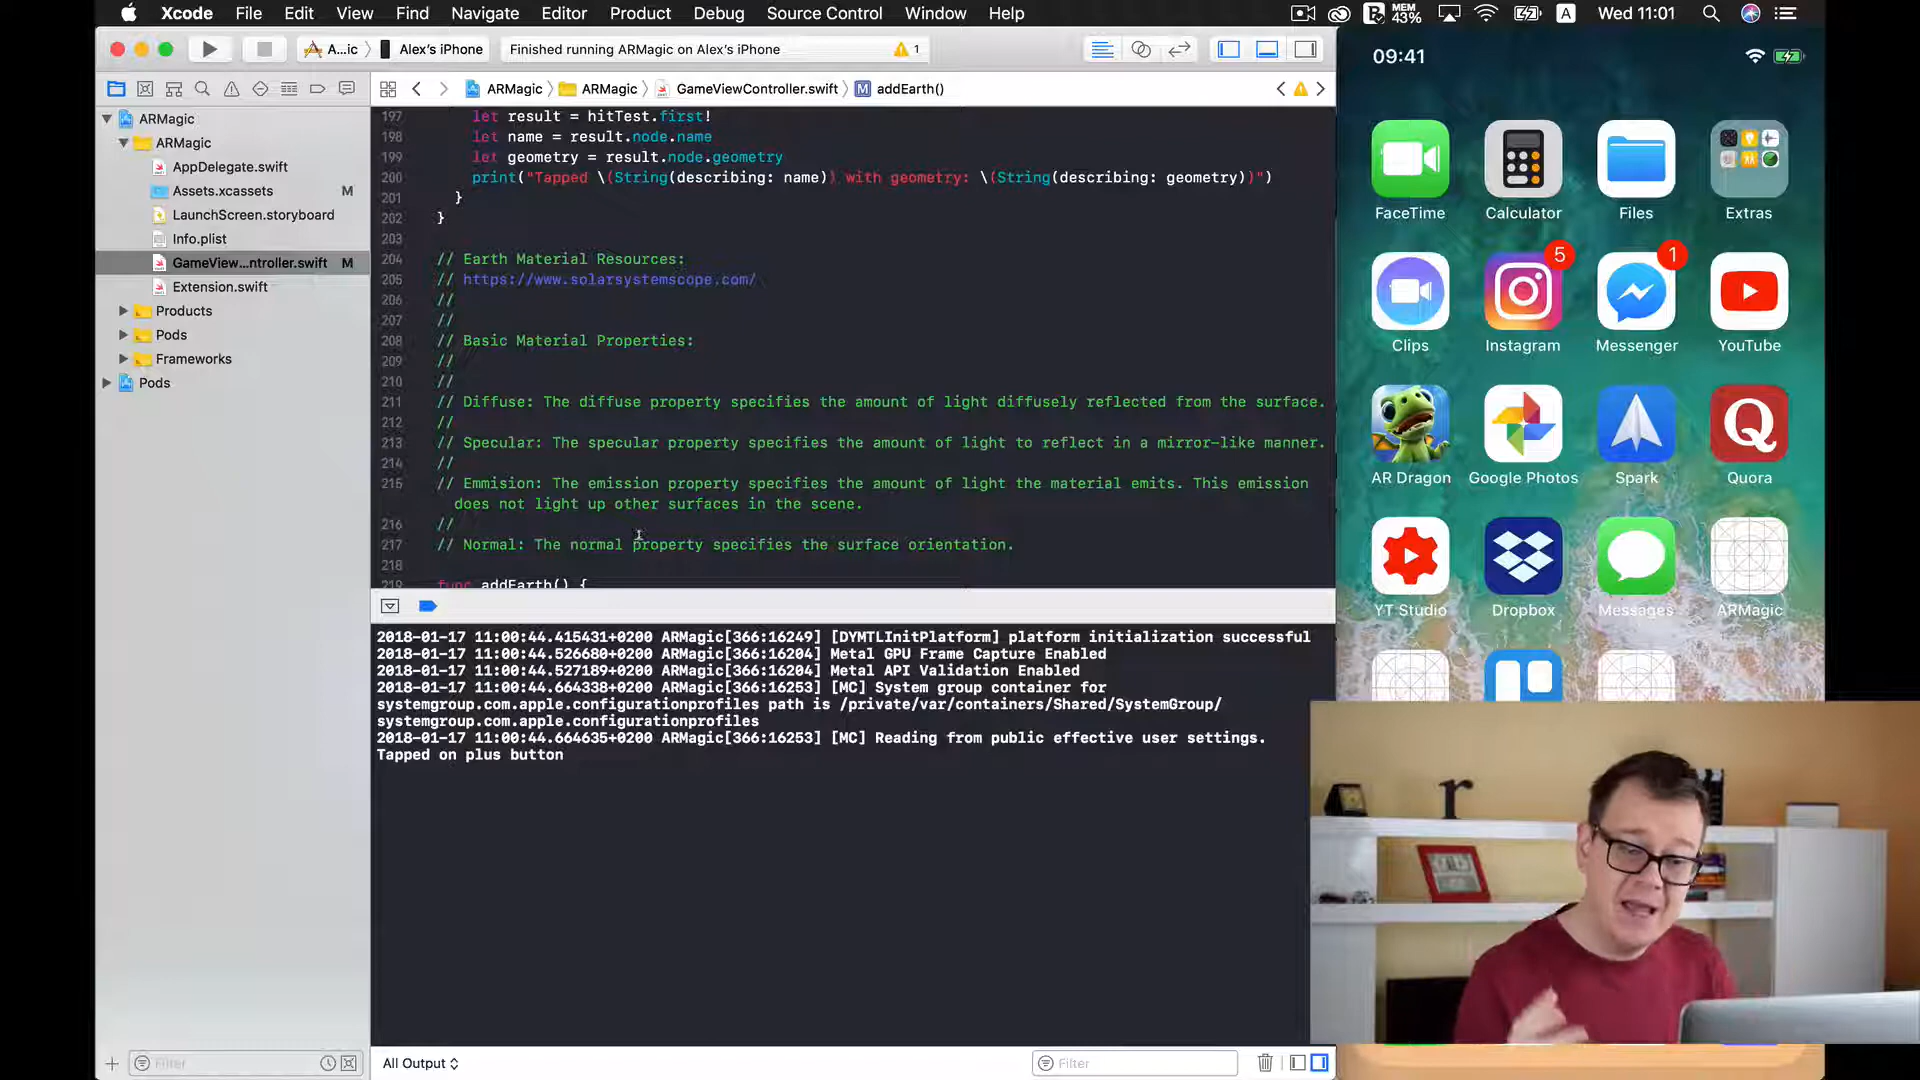 Xcode File Edit View Find Navigate Editor Product Debug Source Control Window Help MEM 43% A Wed 11:01
A...ic Alex's iPhone Finished running ARMagic on Alex's iPhone 1
09:41
ARMagic ARMagic GameViewController.swift M addEarth()
ARMagic
ARMagic
AppDelegate.swift
Assets.xcassets M
LaunchScreen.storyboard
Info.plist
GameView...ntroller.swift M
Extension.swift
Products
Pods
Frameworks
Pods
197 let result = hitTest.first!
198 let name = result.node.name
199 let geometry = result.node.geometry
200 print("Tapped \(String(describing: name)) with geometry: \(String(describing: geometry))")
201 }
202 }
203
204 // Earth Material Resources:
205 // https://www.solarsystemscope.com/
206 //
207 //
208 // Basic Material Properties:
209 //
210 //
211 // Diffuse: The diffuse property specifies the amount of light diffusely reflected from the surface.
212 //
213 // Specular: The specular property specifies the amount of light to reflect in a mirror-like manner.
214 //
215 // Emmision: The emission property specifies the amount of light the material emits. This emission
does not light up other surfaces in the scene.
216 //
217 // Normal: The normal property specifies the surface orientation.
218
219 func addEarth() {
2018-01-17 11:00:44.415431+0200 ARMagic[366:16249] [DYMTLInitPlatform] platform initialization successful
2018-01-17 11:00:44.526680+0200 ARMagic[366:16204] Metal GPU Frame Capture Enabled
2018-01-17 11:00:44.527189+0200 ARMagic[366:16204] Metal API Validation Enabled
2018-01-17 11:00:44.664338+0200 ARMagic[366:16253] [MC] System group container for
systemgroup.com.apple.configurationprofiles path is /private/var/containers/Shared/SystemGroup/
systemgroup.com.apple.configurationprofiles
2018-01-17 11:00:44.664635+0200 ARMagic[366:16253] [MC] Reading from public effective user settings.
Tapped on plus button
Filter
All Output
Filter
FaceTime Calculator Files Extras
5 1
Clips Instagram Messenger YouTube
AR Dragon Google Photos Spark Quora
YT Studio Dropbox Messages ARMagic
r